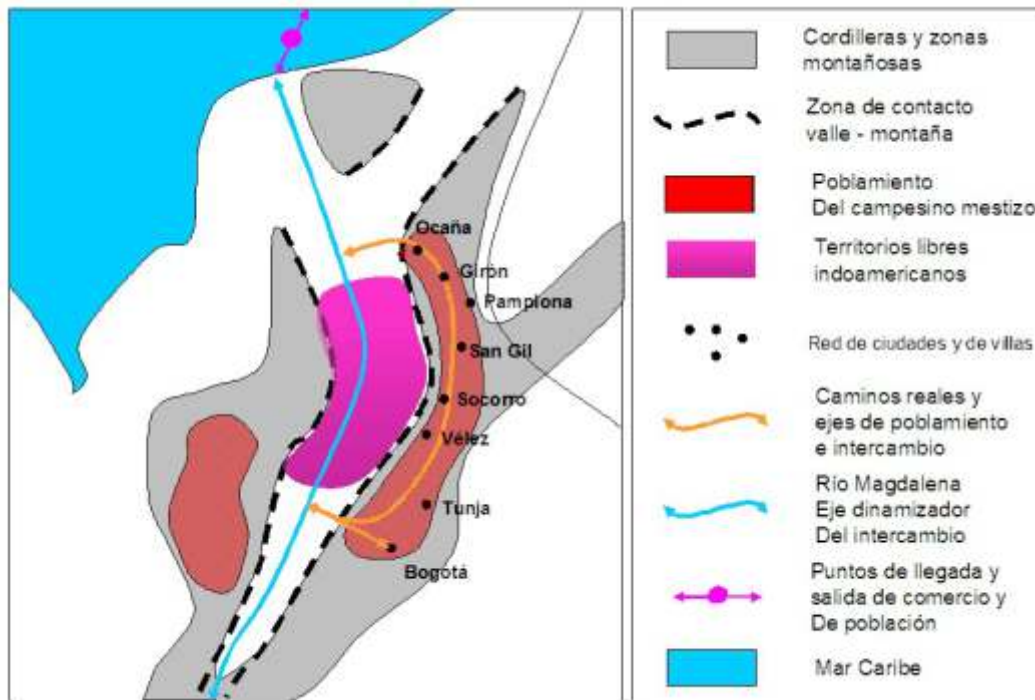 Ocaña
Girón
Pamplona
San Gil
Socorro
Vélez
Tunja
Bogotá
Cordilleras y zonas
montañosas
Zona de contacto
valle - montaña
Poblamiento
Del campesino mestizo
Territorios libres
indoamericanos
Red de ciudades y de villas
Caminos reales y
ejes de poblamiento
e intercambio
Río Magdalena
Eje dinamizador
Del intercambio
Puntos de llegada y
salida de comercio y
De población
Mar Caribe